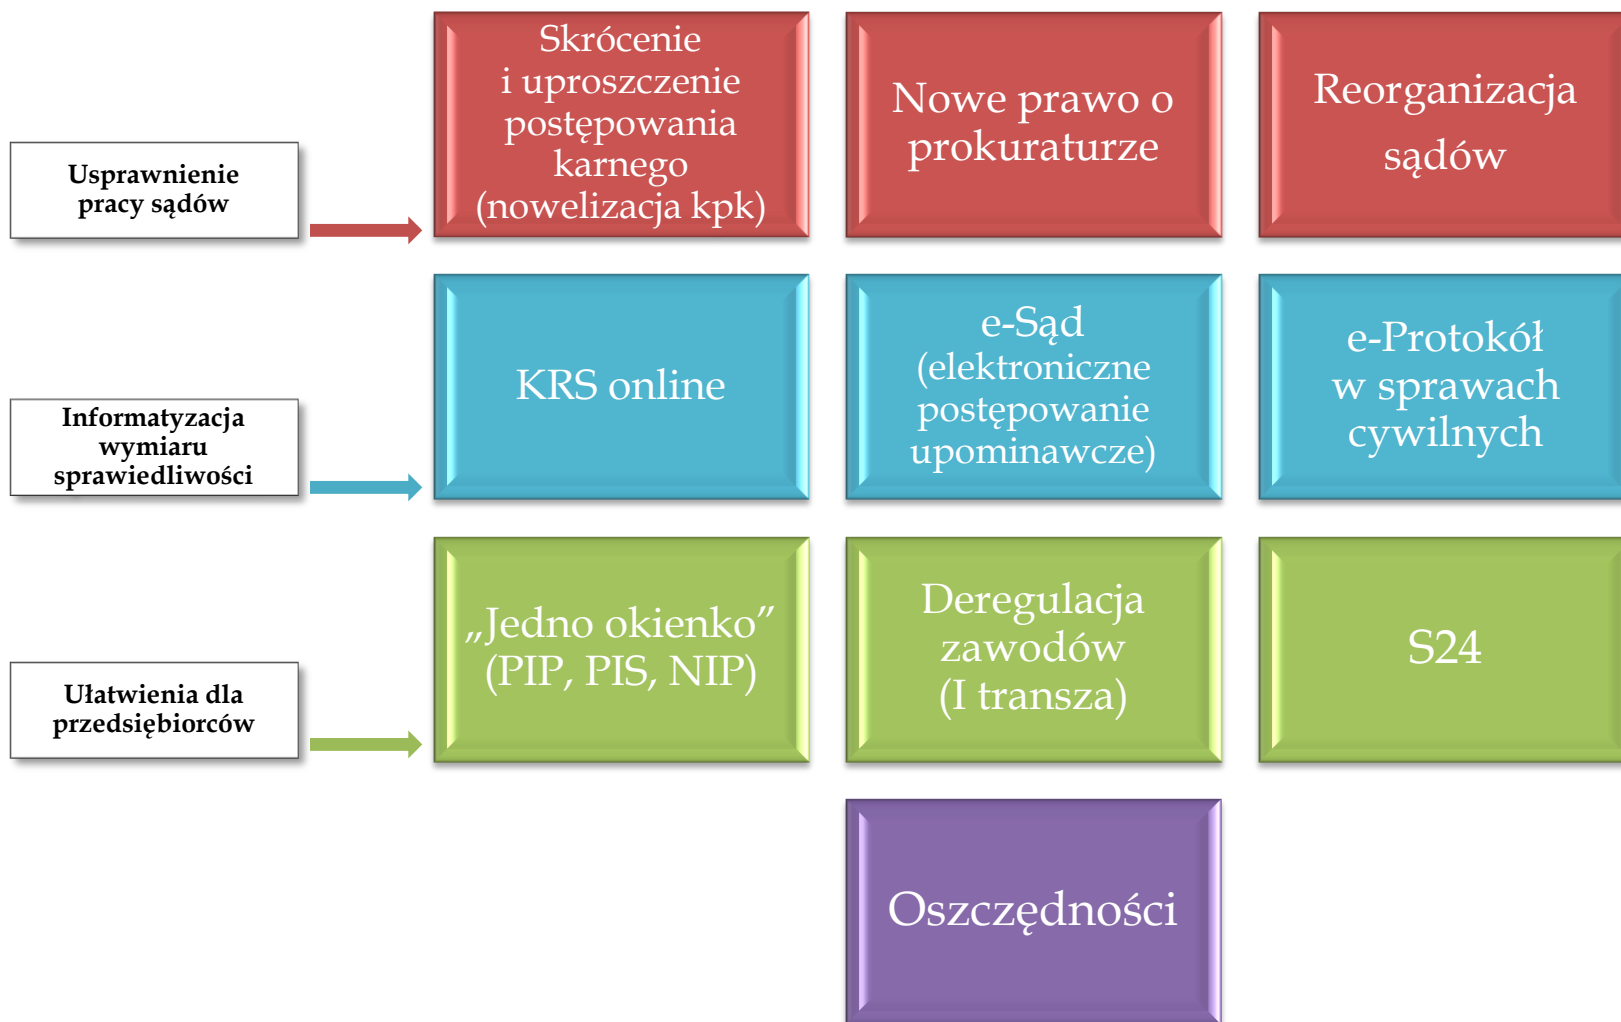 Usprawnienie
pracy sądów
Skrócenie
i uproszczenie
postępowania
karnego
(nowelizacja kpk)
Nowe prawo o
prokuraturze
Reorganizacja
sądów
Informatyzacja
wymiaru
sprawiedliwości
KRS online
e-Sąd
(elektroniczne
postępowanie
upominawcze)
e-Protokół
w sprawach
cywilnych
Ułatwienia dla
przedsiębiorców
„Jedno okienko”
(PIP, PIS, NIP)
Deregulacja
zawodów
(I transza)
S24
Oszczędności